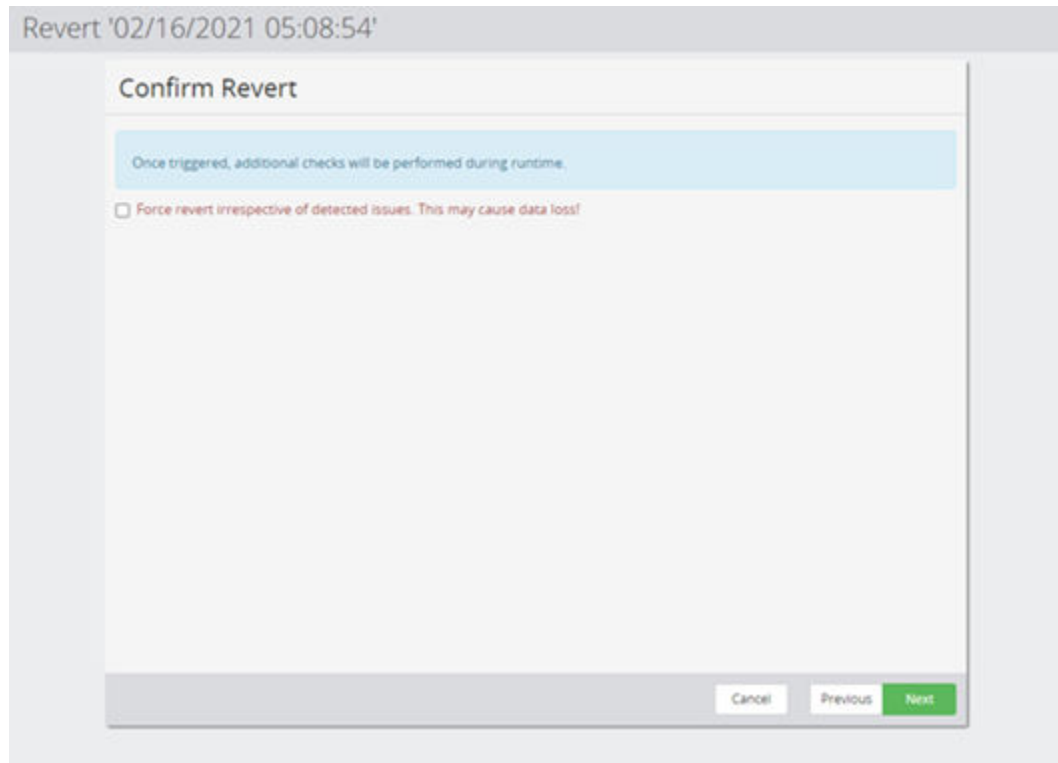 Revert '02/16/2021 05:08:54'
Confirm Revert
Once triggered, additional checks will be performed during runtime.
Force revert irrespective of detected issues. This may cause data loss!
Cancel Previous Next